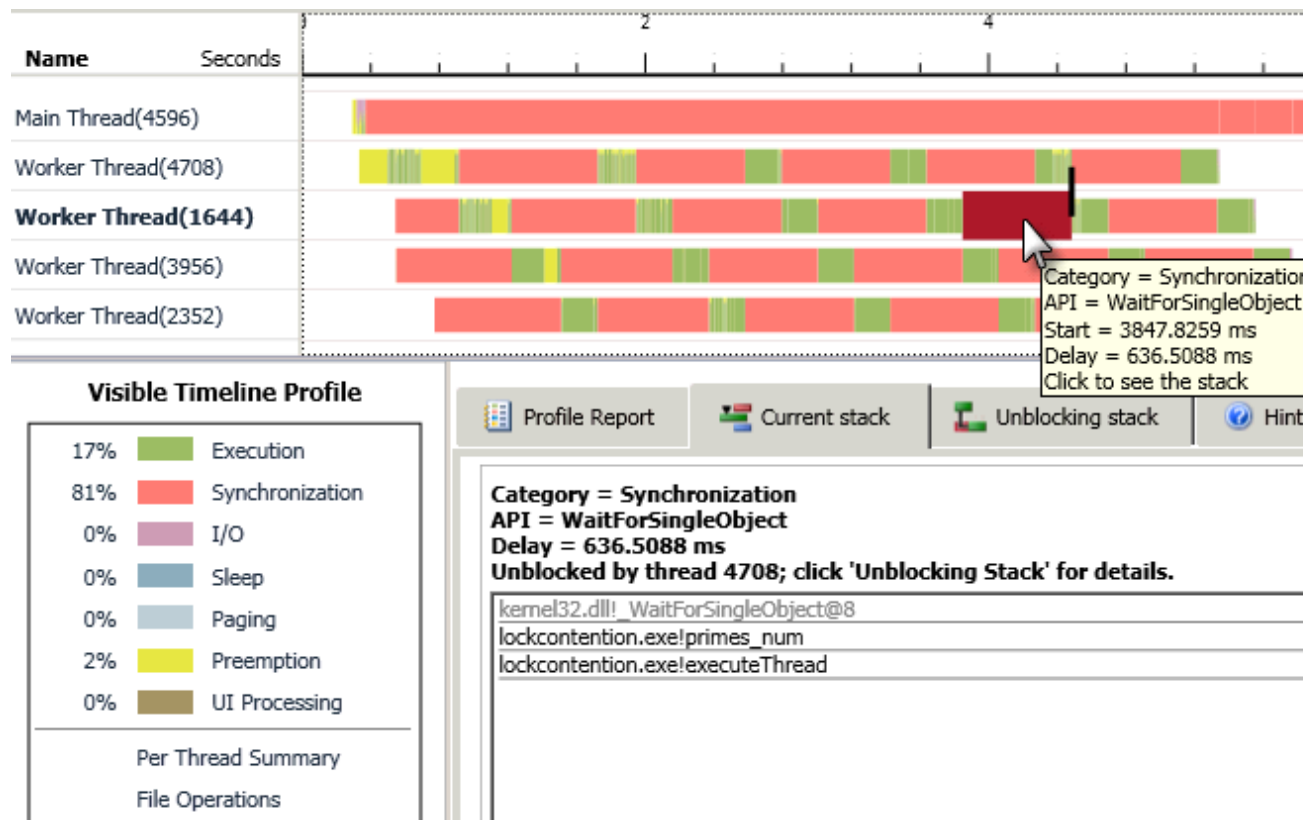 2 4
Name Seconds
Main Thread(4596)
Worker Thread(4708)
Worker Thread(1644)
Worker Thread(3956)
Worker Thread(2352)
Category = Synchronization
API = WaitForSingleObject
Start = 3847.8259 ms
Delay = 636.5088 ms
Click to see the stack
Visible Timeline Profile
17% Execution
81% Synchronization
0% I/O
0% Sleep
0% Paging
2% Preemption
0% UI Processing
Per Thread Summary
File Operations
Profile Report Current stack Unblocking stack Hint
Category = Synchronization
API = WaitForSingleObject
Delay = 636.5088 ms
Unblocked by thread 4708; click 'Unblocking Stack' for details.
kernel32.dll!_WaitForSingleObject@8
lockcontention.exe!primes_num
lockcontention.exe!executeThread